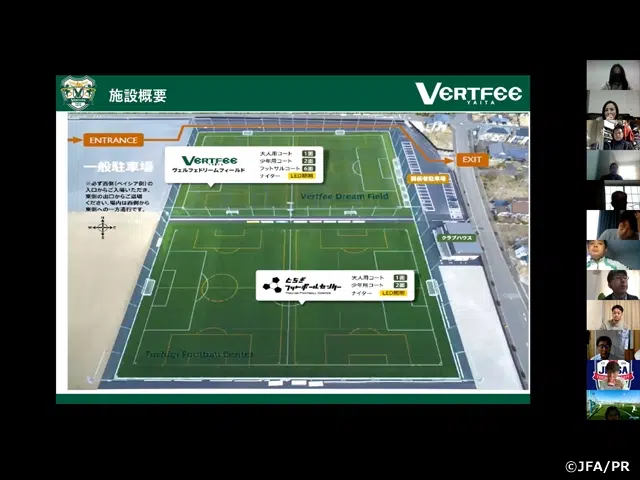 施設概要
VERTFEE
YAITA
ENTRANCE
EXIT
一般駐車場
※必ず西側(ベイシア側)の
入口からご入場いただき、
東側の出口からご退場
ください。場内は西側から
東側への一方通行です。
VERTFEE
ヴェルフェドリームフィールド
大人用コート 1面
少年用コート 2面
フットサルコート 6面
ナイター LED照明
関係者駐車場
Vertfee Dream Field
クラブハウス
とちぎ
フットボールセンター
TOCHIGI FOOTBALL CENTER
大人用コート 1面
少年用コート 2面
ナイター LED照明
Tochigi Football Center
©JFA/PR